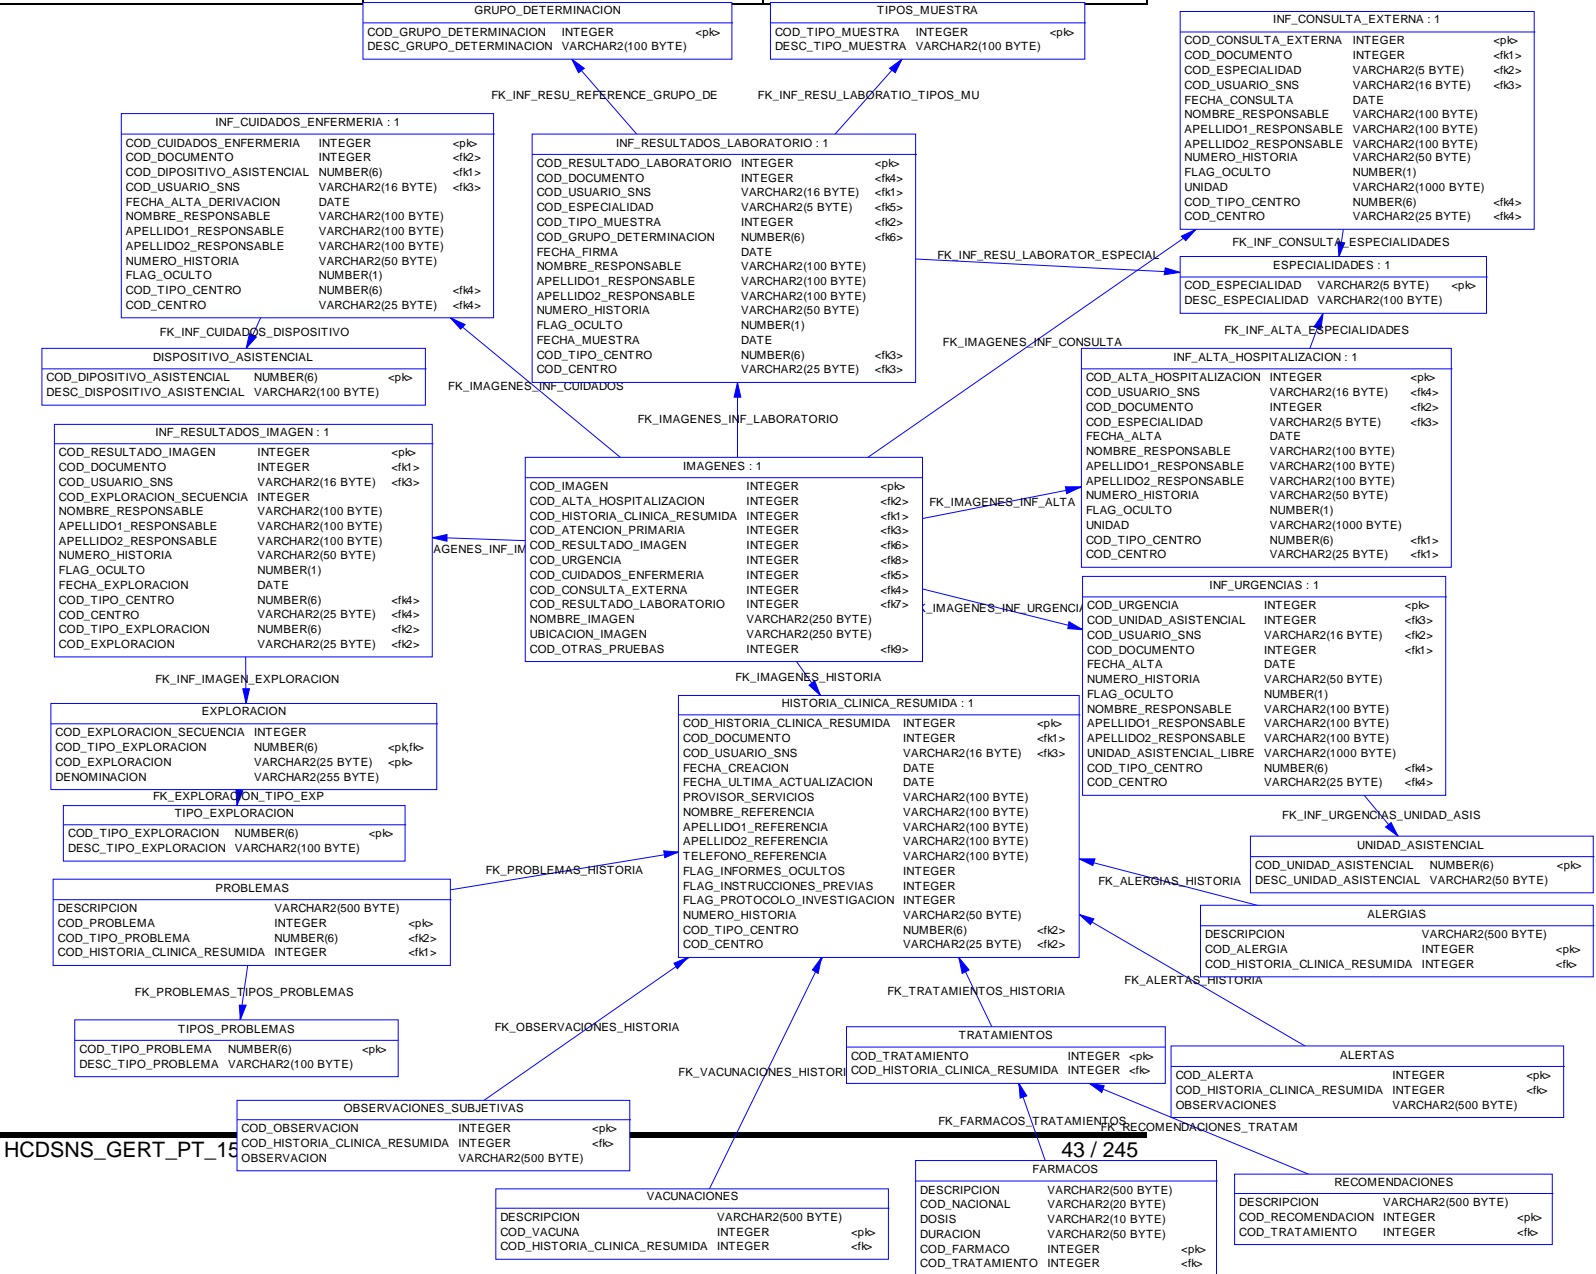 GRUPO_DETERMINACION
COD_GRUPO_DETERMINACION INTEGER <pk>
DESC_GRUPO_DETERMINACION VARCHAR2(100 BYTE)
TIPOS_MUESTRA
COD_TIPO_MUESTRA INTEGER <pk>
DESC_TIPO_MUESTRA VARCHAR2(100 BYTE)
INF_CONSULTA_EXTERNA : 1
COD_CONSULTA_EXTERNA INTEGER <pk>
COD_DOCUMENTO INTEGER <fk1>
COD_ESPECIALIDAD VARCHAR2(5 BYTE) <fk2>
COD_USUARIO_SNS VARCHAR2(16 BYTE) <fk3>
FECHA_CONSULTA DATE
NOMBRE_RESPONSABLE VARCHAR2(100 BYTE)
APELLIDO1_RESPONSABLE VARCHAR2(100 BYTE)
APELLIDO2_RESPONSABLE VARCHAR2(100 BYTE)
NUMERO_HISTORIA VARCHAR2(50 BYTE)
FLAG_OCULTO NUMBER(1)
UNIDAD VARCHAR2(1000 BYTE)
COD_TIPO_CENTRO NUMBER(6) <fk4>
COD_CENTRO VARCHAR2(25 BYTE) <fk4>
FK_INF_RESU_REFERENCE_GRUPO_DE
FK_INF_RESU_LABORATIO_TIPOS_MU
INF_CUIDADOS_ENFERMERIA : 1
COD_CUIDADOS_ENFERMERIA INTEGER <pk>
COD_DOCUMENTO INTEGER <fk2>
COD_DIPOSITIVO_ASISTENCIAL NUMBER(6) <fk1>
COD_USUARIO_SNS VARCHAR2(16 BYTE) <fk3>
FECHA_ALTA_DERIVACION DATE
NOMBRE_RESPONSABLE VARCHAR2(100 BYTE)
APELLIDO1_RESPONSABLE VARCHAR2(100 BYTE)
APELLIDO2_RESPONSABLE VARCHAR2(100 BYTE)
NUMERO_HISTORIA VARCHAR2(50 BYTE)
FLAG_OCULTO NUMBER(1)
COD_TIPO_CENTRO NUMBER(6) <fk4>
COD_CENTRO VARCHAR2(25 BYTE) <fk4>
INF_RESULTADOS_LABORATORIO : 1
COD_RESULTADO_LABORATORIO INTEGER <pk>
COD_DOCUMENTO INTEGER <fk4>
COD_USUARIO_SNS VARCHAR2(16 BYTE) <fk1>
COD_ESPECIALIDAD VARCHAR2(5 BYTE) <fk5>
COD_TIPO_MUESTRA INTEGER <fk2>
COD_GRUPO_DETERMINACION NUMBER(6) <fk6>
FECHA_FIRMA DATE
NOMBRE_RESPONSABLE VARCHAR2(100 BYTE)
APELLIDO1_RESPONSABLE VARCHAR2(100 BYTE)
APELLIDO2_RESPONSABLE VARCHAR2(100 BYTE)
NUMERO_HISTORIA VARCHAR2(50 BYTE)
FLAG_OCULTO NUMBER(1)
FECHA_MUESTRA DATE
COD_TIPO_CENTRO NUMBER(6) <fk3>
COD_CENTRO VARCHAR2(25 BYTE) <fk3>
FK_INF_CONSULTA_ESPECIALIDADES
FK_INF_RESU_LABORATOR_ESPECIAL
ESPECIALIDADES : 1
COD_ESPECIALIDAD VARCHAR2(5 BYTE) <pk>
DESC_ESPECIALIDAD VARCHAR2(100 BYTE)
FK_INF_CUIDADOS_DISPOSITIVO
FK_INF_ALTA_ESPECIALIDADES
FK_IMAGENES_INF_CONSULTA
DISPOSITIVO_ASISTENCIAL
COD_DIPOSITIVO_ASISTENCIAL NUMBER(6) <pk>
DESC_DISPOSITIVO_ASISTENCIAL VARCHAR2(100 BYTE)
FK_IMAGENES_INF_CUIDADOS
FK_IMAGENES_INF_LABORATORIO
INF_ALTA_HOSPITALIZACION : 1
COD_ALTA_HOSPITALIZACION INTEGER <pk>
COD_USUARIO_SNS VARCHAR2(16 BYTE) <fk4>
COD_DOCUMENTO INTEGER <fk2>
COD_ESPECIALIDAD VARCHAR2(5 BYTE) <fk3>
FECHA_ALTA DATE
NOMBRE_RESPONSABLE VARCHAR2(100 BYTE)
APELLIDO1_RESPONSABLE VARCHAR2(100 BYTE)
APELLIDO2_RESPONSABLE VARCHAR2(100 BYTE)
NUMERO_HISTORIA VARCHAR2(50 BYTE)
FLAG_OCULTO NUMBER(1)
UNIDAD VARCHAR2(1000 BYTE)
COD_TIPO_CENTRO NUMBER(6) <fk1>
COD_CENTRO VARCHAR2(25 BYTE) <fk1>
INF_RESULTADOS_IMAGEN : 1
COD_RESULTADO_IMAGEN INTEGER <pk>
COD_DOCUMENTO INTEGER <fk1>
COD_USUARIO_SNS VARCHAR2(16 BYTE) <fk3>
COD_EXPLORACION_SECUENCIA INTEGER
NOMBRE_RESPONSABLE VARCHAR2(100 BYTE)
APELLIDO1_RESPONSABLE VARCHAR2(100 BYTE)
APELLIDO2_RESPONSABLE VARCHAR2(100 BYTE)
NUMERO_HISTORIA VARCHAR2(50 BYTE)
FLAG_OCULTO NUMBER(1)
FECHA_EXPLORACION DATE
COD_TIPO_CENTRO NUMBER(6) <fk4>
COD_CENTRO VARCHAR2(25 BYTE) <fk4>
COD_TIPO_EXPLORACION NUMBER(6) <fk2>
COD_EXPLORACION VARCHAR2(25 BYTE) <fk2>
AGENES_INF_IM
IMAGENES : 1
COD_IMAGEN INTEGER <pk>
COD_ALTA_HOSPITALIZACION INTEGER <fk2>
COD_HISTORIA_CLINICA_RESUMIDA INTEGER <fk1>
COD_ATENCION_PRIMARIA INTEGER <fk3>
COD_RESULTADO_IMAGEN INTEGER <fk6>
COD_URGENCIA INTEGER <fk8>
COD_CUIDADOS_ENFERMERIA INTEGER <fk5>
COD_CONSULTA_EXTERNA INTEGER <fk4>
COD_RESULTADO_LABORATORIO INTEGER <fk7>
NOMBRE_IMAGEN VARCHAR2(250 BYTE)
UBICACION_IMAGEN VARCHAR2(250 BYTE)
COD_OTRAS_PRUEBAS INTEGER <fk9>
FK_IMAGENES_INF_ALTA
K_IMAGENES_INF_URGENCIA
INF_URGENCIAS : 1
COD_URGENCIA INTEGER <pk>
COD_UNIDAD_ASISTENCIAL INTEGER <fk3>
COD_USUARIO_SNS VARCHAR2(16 BYTE) <fk2>
COD_DOCUMENTO INTEGER <fk1>
FECHA_ALTA DATE
NUMERO_HISTORIA VARCHAR2(50 BYTE)
FLAG_OCULTO NUMBER(1)
NOMBRE_RESPONSABLE VARCHAR2(100 BYTE)
APELLIDO1_RESPONSABLE VARCHAR2(100 BYTE)
APELLIDO2_RESPONSABLE VARCHAR2(100 BYTE)
UNIDAD_ASISTENCIAL_LIBRE VARCHAR2(1000 BYTE)
COD_TIPO_CENTRO NUMBER(6) <fk4>
COD_CENTRO VARCHAR2(25 BYTE) <fk4>
FK_INF_IMAGEN_EXPLORACION
FK_IMAGENES_HISTORIA
EXPLORACION
COD_EXPLORACION_SECUENCIA INTEGER
COD_TIPO_EXPLORACION NUMBER(6) <pk,fk>
COD_EXPLORACION VARCHAR2(25 BYTE) <pk>
DENOMINACION VARCHAR2(255 BYTE)
FK_EXPLORACION_TIPO_EXP
TIPO_EXPLORACION
COD_TIPO_EXPLORACION NUMBER(6) <pk>
DESC_TIPO_EXPLORACION VARCHAR2(100 BYTE)
HISTORIA_CLINICA_RESUMIDA : 1
COD_HISTORIA_CLINICA_RESUMIDA INTEGER <pk>
COD_DOCUMENTO INTEGER <fk1>
COD_USUARIO_SNS VARCHAR2(16 BYTE) <fk3>
FECHA_CREACION DATE
FECHA_ULTIMA_ACTUALIZACION DATE
PROVISOR_SERVICIOS VARCHAR2(100 BYTE)
NOMBRE_REFERENCIA VARCHAR2(100 BYTE)
APELLIDO1_REFERENCIA VARCHAR2(100 BYTE)
APELLIDO2_REFERENCIA VARCHAR2(100 BYTE)
TELEFONO_REFERENCIA VARCHAR2(100 BYTE)
FLAG_INFORMES_OCULTOS INTEGER
FLAG_INSTRUCCIONES_PREVIAS INTEGER
FLAG_PROTOCOLO_INVESTIGACION INTEGER
NUMERO_HISTORIA VARCHAR2(50 BYTE)
COD_TIPO_CENTRO NUMBER(6) <fk2>
COD_CENTRO VARCHAR2(25 BYTE) <fk2>
FK_INF_URGENCIAS_UNIDAD_ASIS
UNIDAD_ASISTENCIAL
COD_UNIDAD_ASISTENCIAL NUMBER(6) <pk>
DESC_UNIDAD_ASISTENCIAL VARCHAR2(50 BYTE)
FK_PROBLEMAS_HISTORIA
FK_ALERGIAS_HISTORIA
PROBLEMAS
DESCRIPCION VARCHAR2(500 BYTE)
COD_PROBLEMA INTEGER <pk>
COD_TIPO_PROBLEMA NUMBER(6) <fk2>
COD_HISTORIA_CLINICA_RESUMIDA INTEGER <fk1>
ALERGIAS
DESCRIPCION VARCHAR2(500 BYTE)
COD_ALERGIA INTEGER <pk>
COD_HISTORIA_CLINICA_RESUMIDA INTEGER <fk>
FK_PROBLEMAS_TIPOS_PROBLEMAS
FK_TRATAMIENTOS_HISTORIA
FK_ALERTAS_HISTORIA
TIPOS_PROBLEMAS
COD_TIPO_PROBLEMA NUMBER(6) <pk>
DESC_TIPO_PROBLEMA VARCHAR2(100 BYTE)
FK_OBSERVACIONES_HISTORIA
TRATAMIENTOS
COD_TRATAMIENTO INTEGER <pk>
COD_HISTORIA_CLINICA_RESUMIDA INTEGER <fk>
FK_VACUNACIONES_HISTORI
ALERTAS
COD_ALERTA INTEGER <pk>
COD_HISTORIA_CLINICA_RESUMIDA INTEGER <fk>
OBSERVACIONES VARCHAR2(500 BYTE)
OBSERVACIONES_SUBJETIVAS
COD_OBSERVACION INTEGER <pk>
COD_HISTORIA_CLINICA_RESUMIDA INTEGER <fk>
OBSERVACION VARCHAR2(500 BYTE)
FK_FARMACOS_TRATAMIENTOS
FK_RECOMENDACIONES_TRATAM
HCDSNS_GERT_PT_15
43 / 245
FARMACOS
DESCRIPCION VARCHAR2(500 BYTE)
COD_NACIONAL VARCHAR2(20 BYTE)
DOSIS VARCHAR2(10 BYTE)
DURACION VARCHAR2(50 BYTE)
COD_FARMACO INTEGER <pk>
COD_TRATAMIENTO INTEGER <fk>
RECOMENDACIONES
DESCRIPCION VARCHAR2(500 BYTE)
COD_RECOMENDACION INTEGER <pk>
COD_TRATAMIENTO INTEGER <fk>
VACUNACIONES
DESCRIPCION VARCHAR2(500 BYTE)
COD_VACUNA INTEGER <pk>
COD_HISTORIA_CLINICA_RESUMIDA INTEGER <fk>